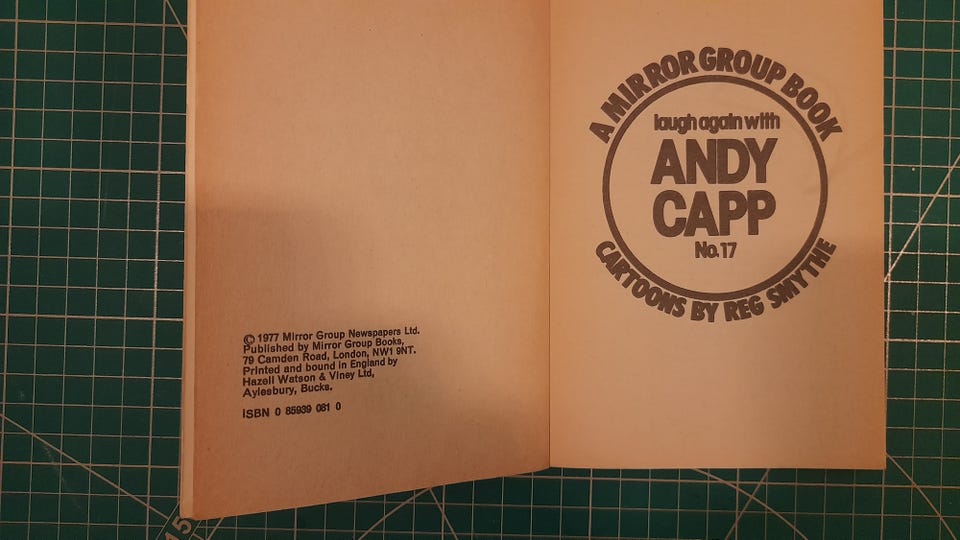 © 1977 Mirror Group Newspapers Ltd.
Published by Mirror Group Books,
79 Camden Road, London, NW1 9NT.
Printed and bound in England by
Hazell Watson & Viney Ltd,
Aylesbury, Bucks.
ISBN 0 85939 081 0
A MIRROR GROUP BOOK
laugh again with
ANDY
CAPP
No.17
CARTOONS BY REG SMYTHE
15